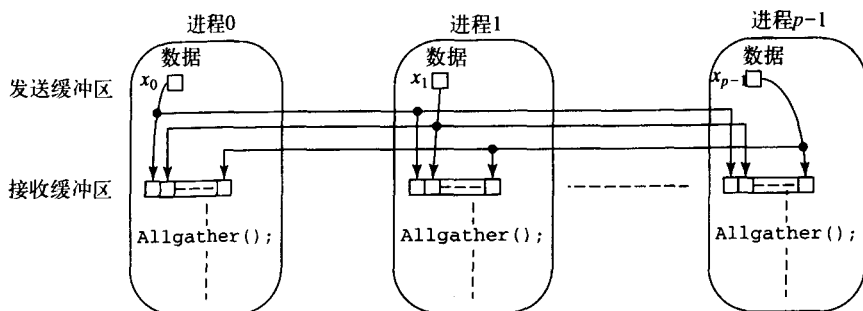 进程0 进程1 进程p-1
数据 数据 数据
发送缓冲区 x0 x1 xp-1
接收缓冲区
Allgather(); Allgather(); Allgather();